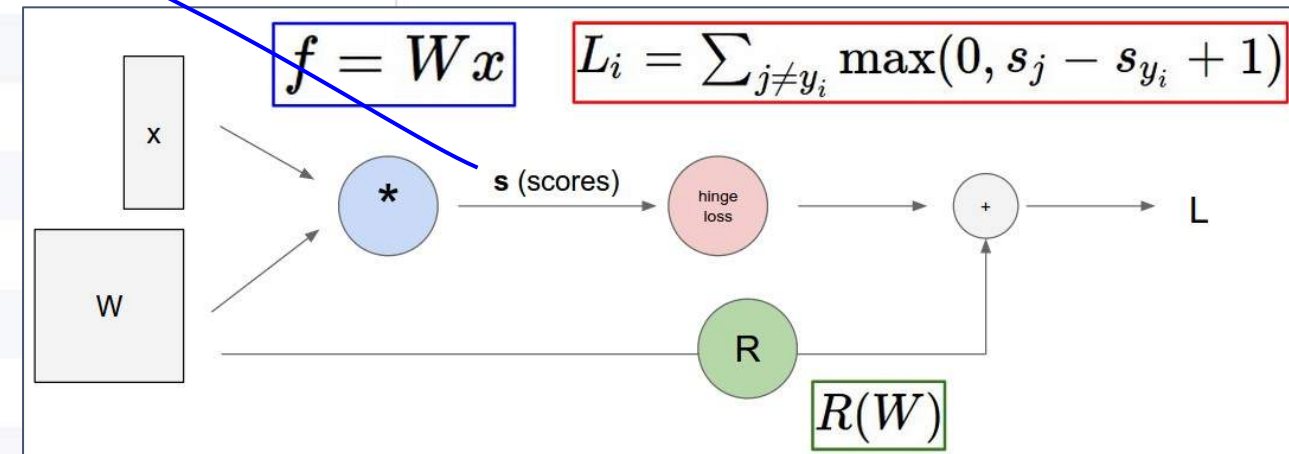 f = Wx
L_i = ∑_{j≠y_i} max(0, s_j − s_{y_i} + 1)
x
*
s (scores)
hinge
loss
+
L
W
R
R(W)